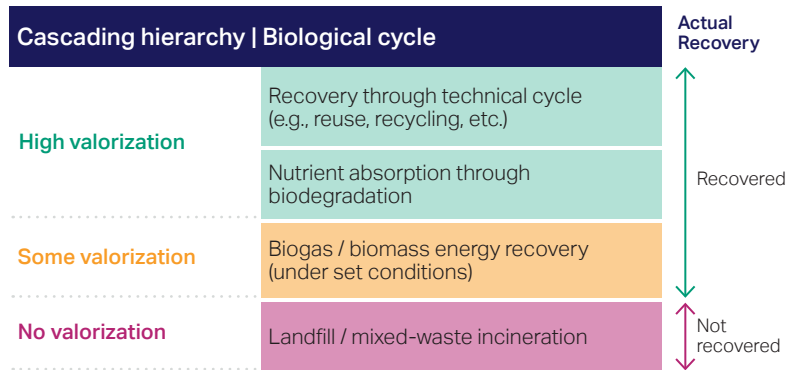 Cascading hierarchy | Biological cycle
Actual
Recovery
High valorization
Recovery through technical cycle
(e.g., reuse, recycling, etc.)
Nutrient absorption through
biodegradation
Recovered
Some valorization
Biogas / biomass energy recovery
(under set conditions)
No valorization
Landfill / mixed-waste incineration
Not
recovered